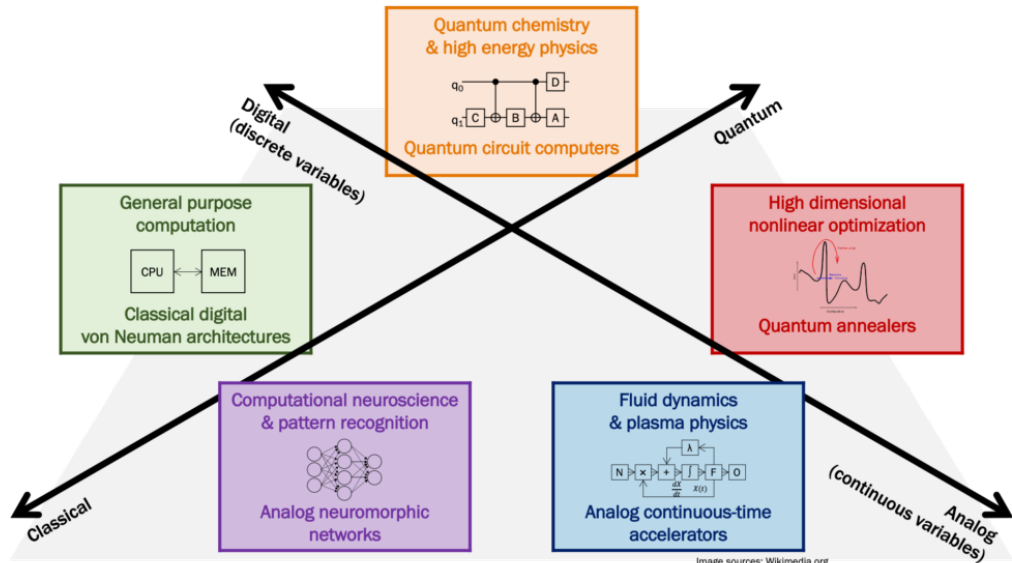 Quantum chemistry
& high energy physics
q0
D
q1
C
B
A
Quantum circuit computers
Digital
(discrete variables)
Quantum
General purpose
computation
CPU
MEM
Classical digital
von Neuman architectures
High dimensional
nonlinear optimization
Quantum annealers
Computational neuroscience
& pattern recognition
Analog neuromorphic
networks
Fluid dynamics
& plasma physics
λ
N × + ∫ F O
dX
dt
X(t)
Analog continuous-time
accelerators
Classical
Analog
(continuous variables)
Image sources: Wikimedia.org